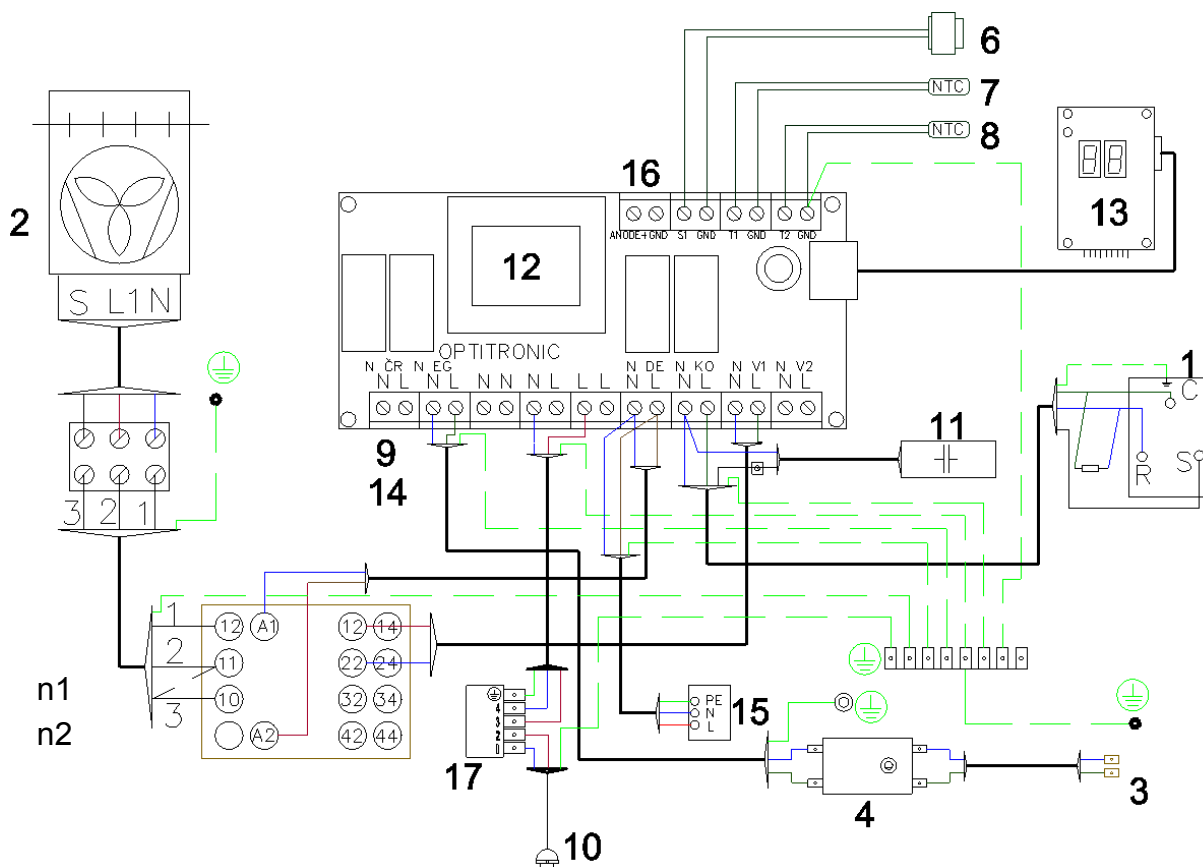 6
NTC 7
NTC 8
2
16
13
ANODE+ GND S1 GND T1 GND T2 GND
12
S L1 N
OPTITRONIC
N ČR N EG N DE N KO N V1 N V2
N L N L N N N L L L N L N L N L N L
1
C
R
S
9
14
11
3 2 1
1
2
3
12 A1 12 14
11 22 24
10 32 34
A2 42 44
n1
n2
4
3
2
1
17
PE
N
L
15
10
4
3